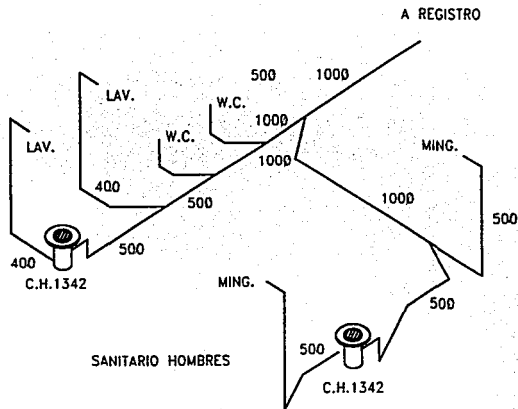 A REGISTRO
500 1000
LAV.
W.C.
1000
LAV.
W.C.
1000
MING.
400
500
1000
500
400
500
C.H.1342
MING.
500
500
SANITARIO HOMBRES
C.H.1342